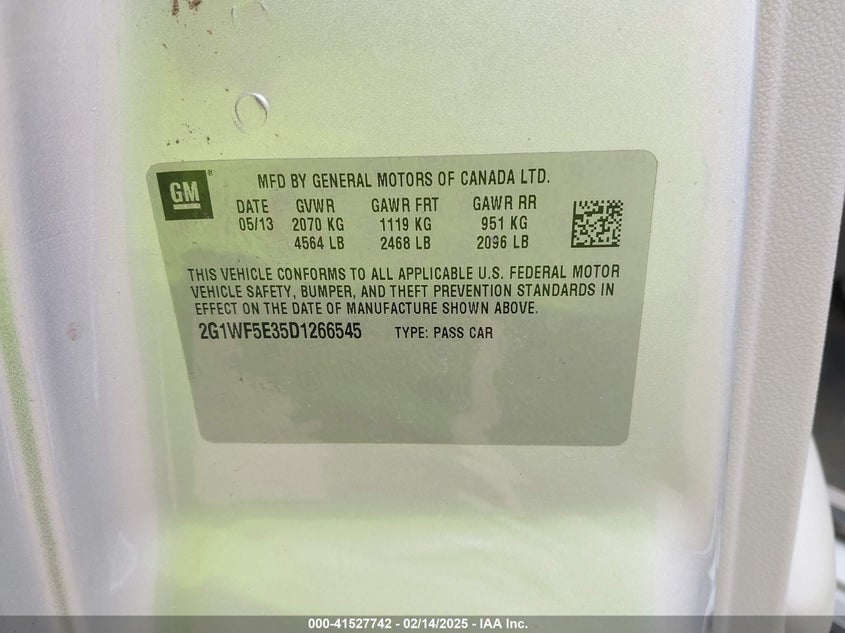 GM
MFD BY GENERAL MOTORS OF CANADA LTD.
DATE GVWR GAWR FRT GAWR RR
05/13 2070 KG 1119 KG 951 KG
4564 LB 2468 LB 2096 LB
THIS VEHICLE CONFORMS TO ALL APPLICABLE U.S. FEDERAL MOTOR
VEHICLE SAFETY, BUMPER, AND THEFT PREVENTION STANDARDS IN
EFFECT ON THE DATE OF MANUFACTURE SHOWN ABOVE.
2G1WF5E35D1266545 TYPE: PASS CAR
000-41527742 — 02/14/2025 — IAA Inc.